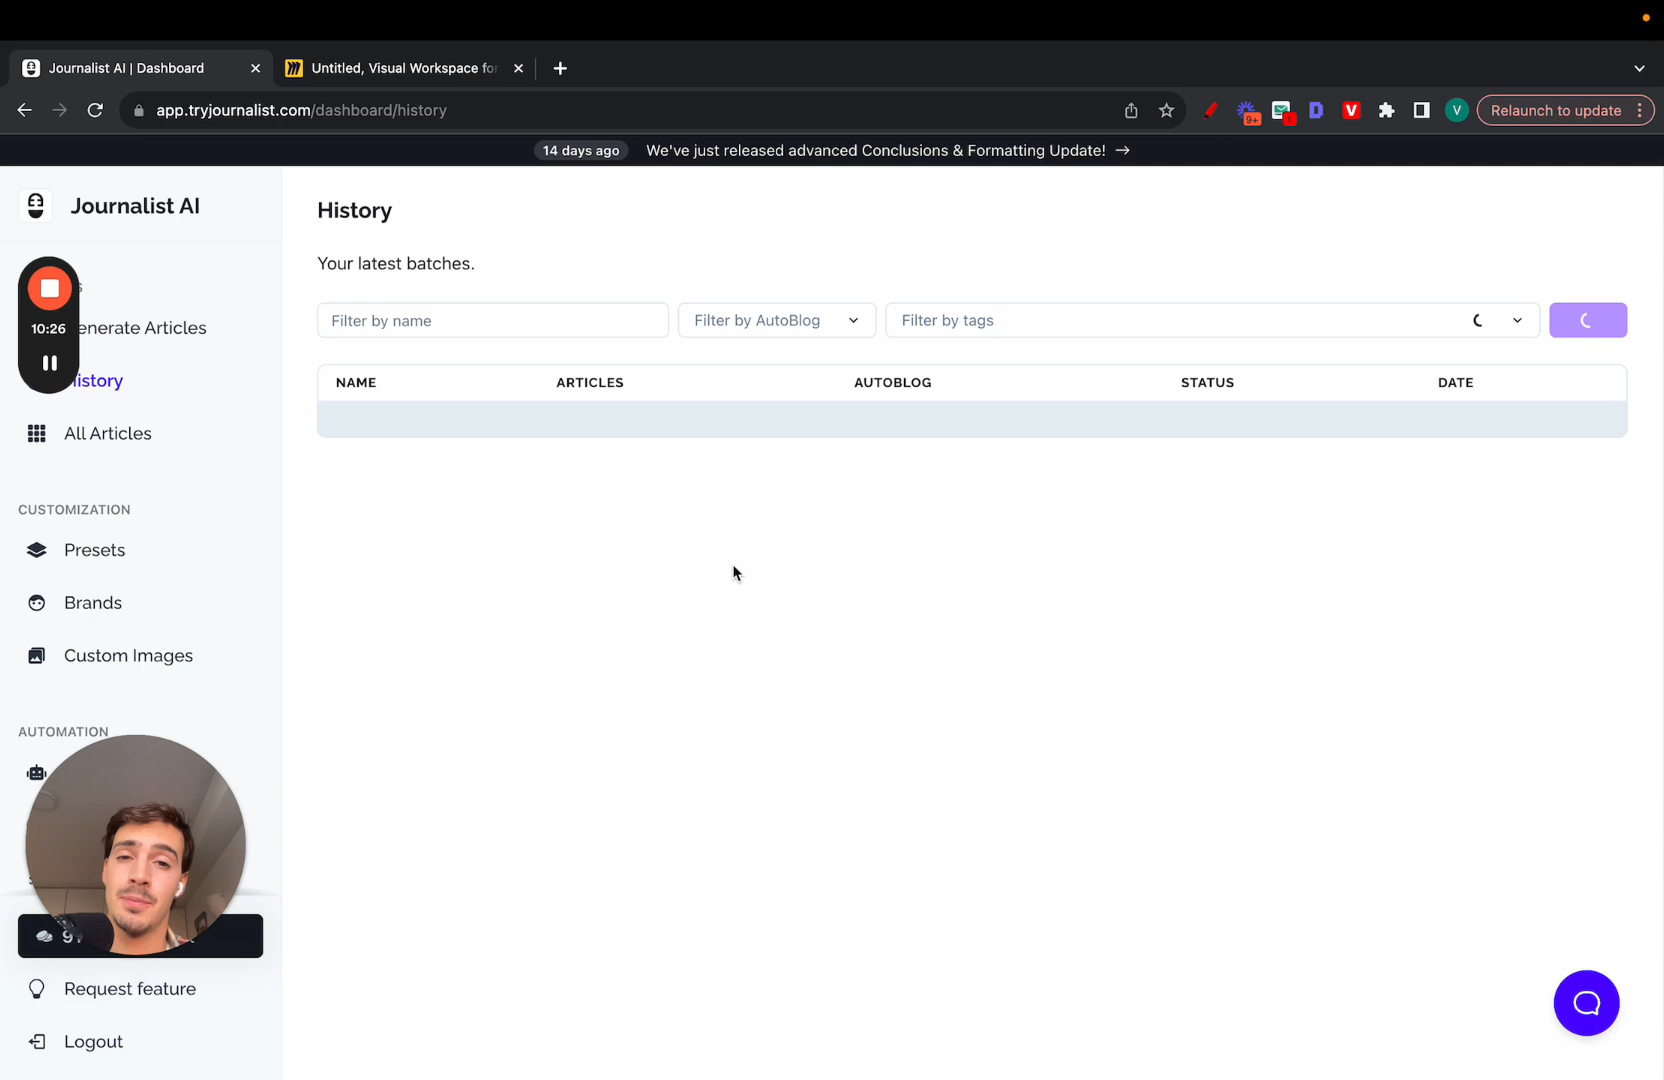 Journalist AI | Dashboard
Untitled, Visual Workspace for
app.tryjournalist.com/dashboard/history
9+
D
V
V
Relaunch to update
14 days ago We've just released advanced Conclusions & Formatting Update! →
Journalist AI
10:26
enerate Articles
istory
All Articles
CUSTOMIZATION
Presets
Brands
Custom Images
AUTOMATION
Request feature
Logout
History
Your latest batches.
Filter by name
Filter by AutoBlog
Filter by tags
NAME ARTICLES AUTOBLOG STATUS DATE